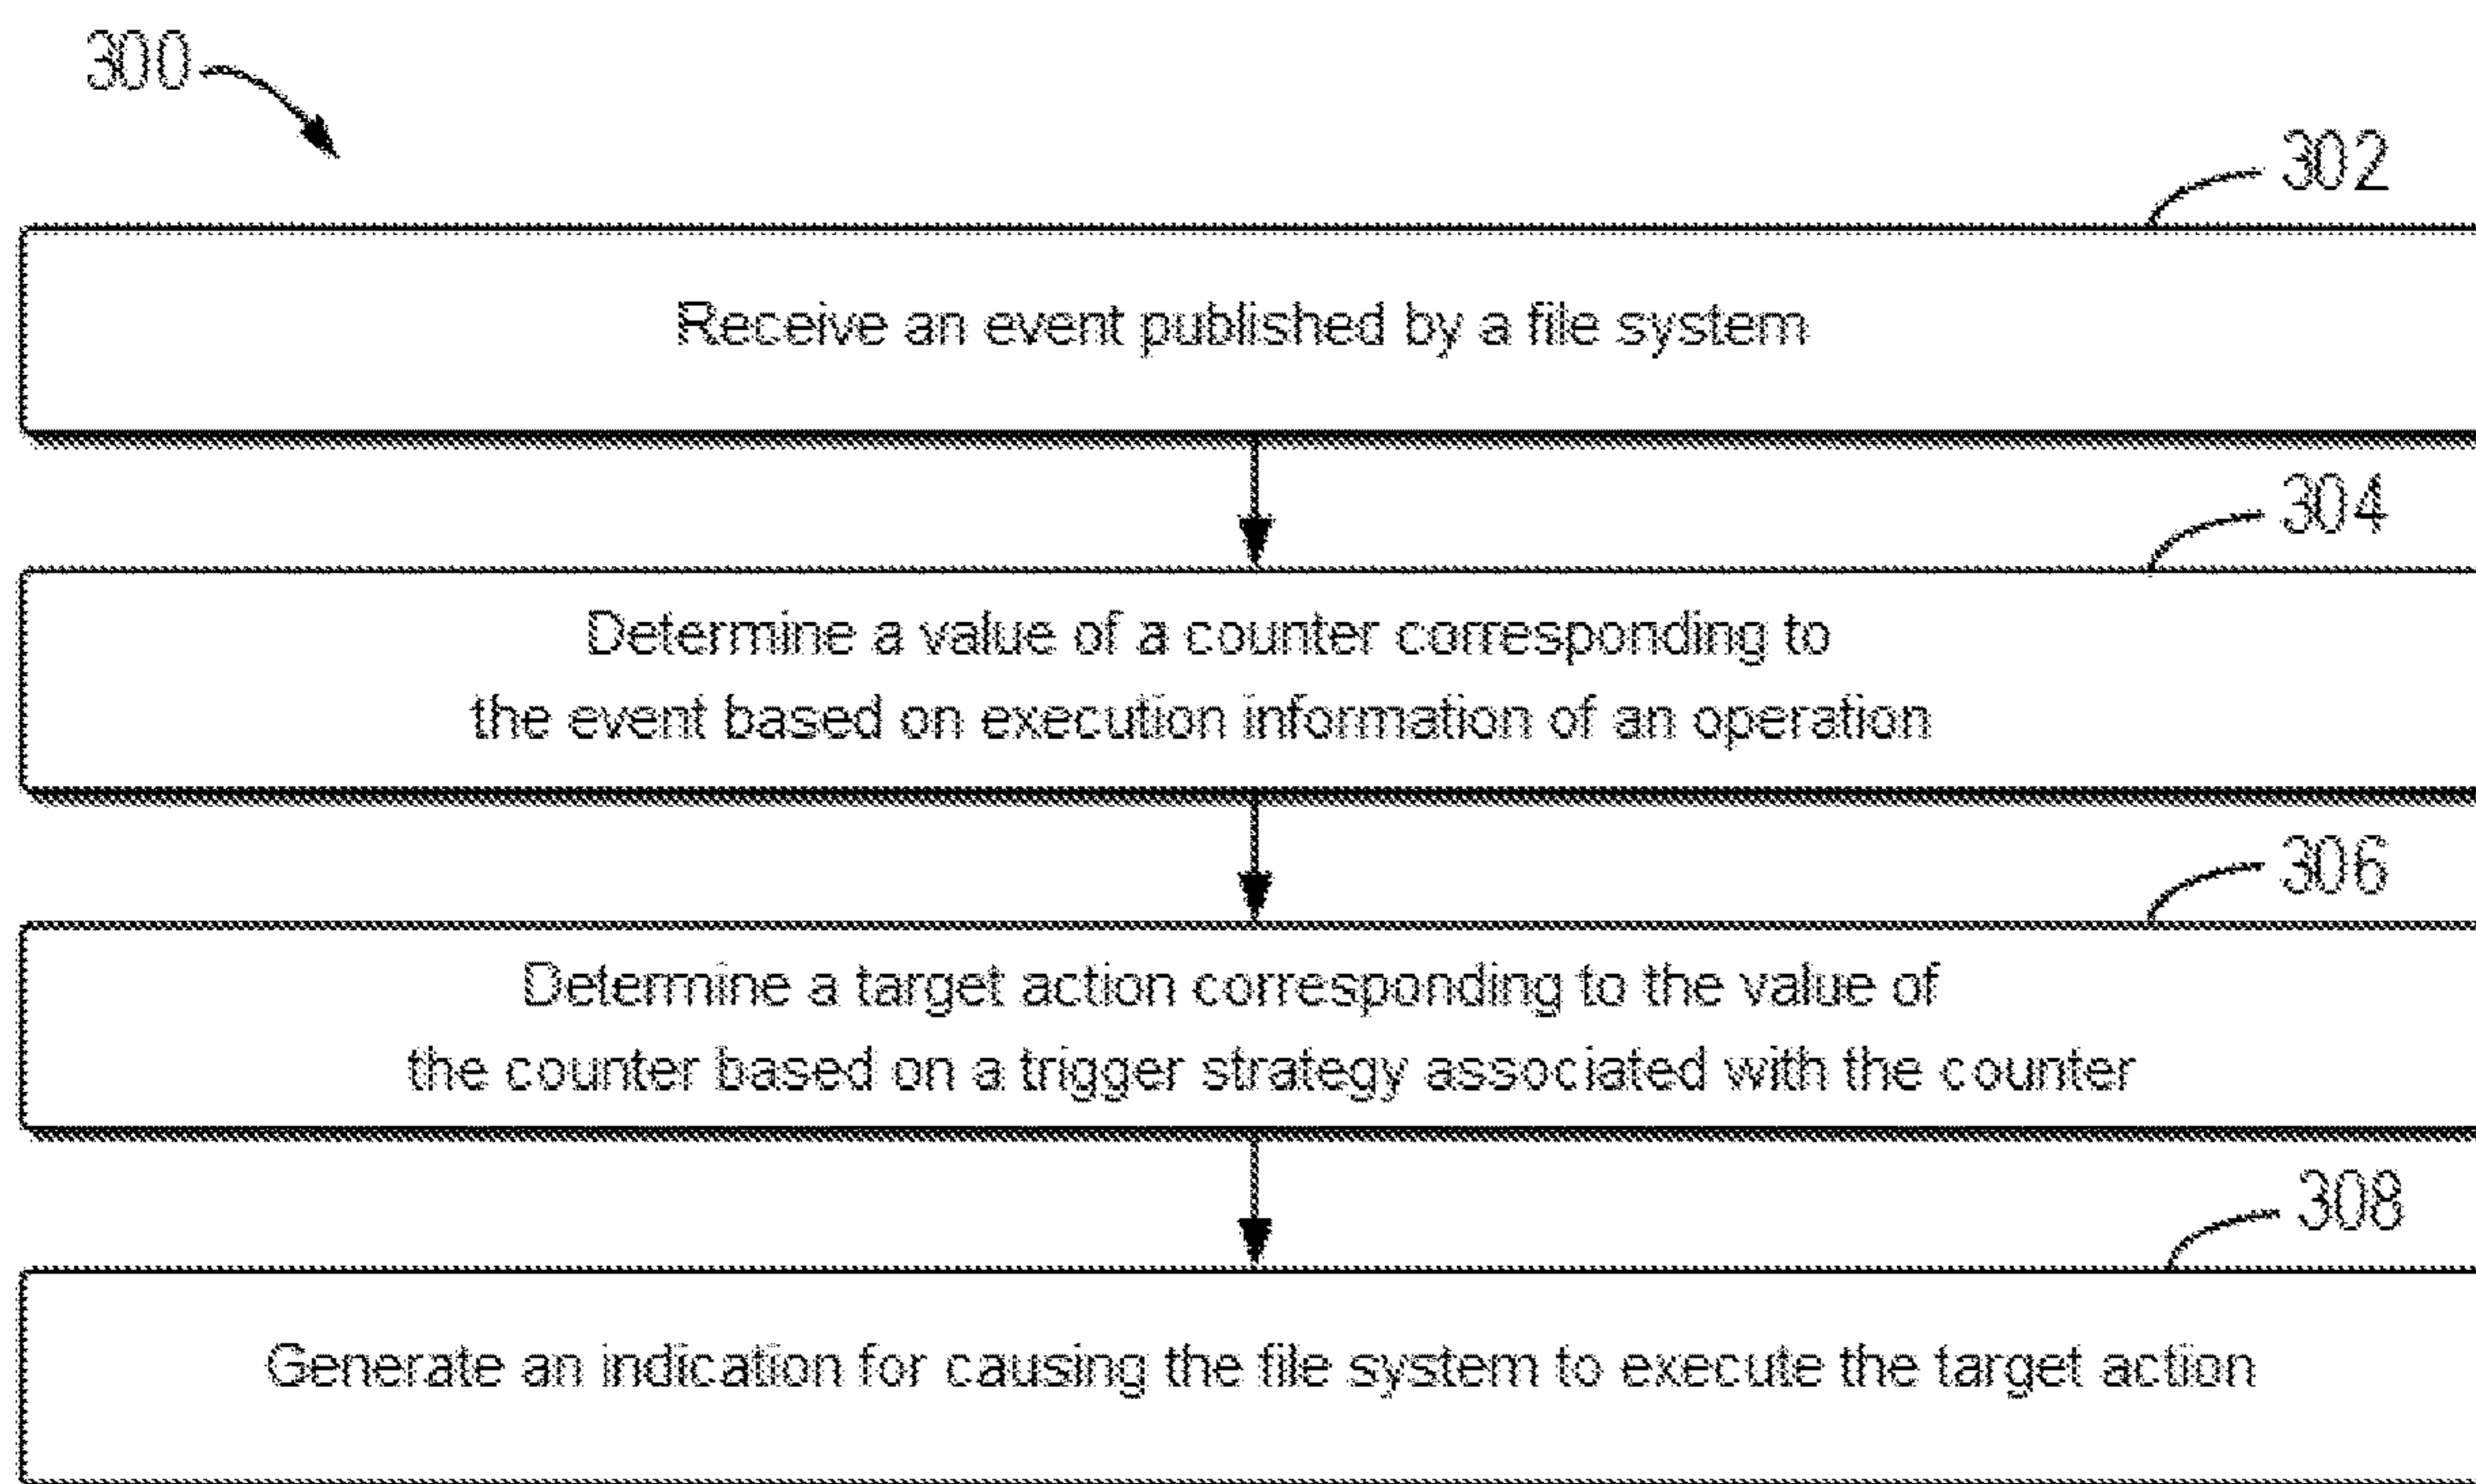 300
302
Receive an event published by a file system
304
Determine a value of a counter corresponding to
the event based on execution information of an operation
306
Determine a target action corresponding to the value of
the counter based on a trigger strategy associated with the counter
308
Generate an indication for causing the file system to execute the target action